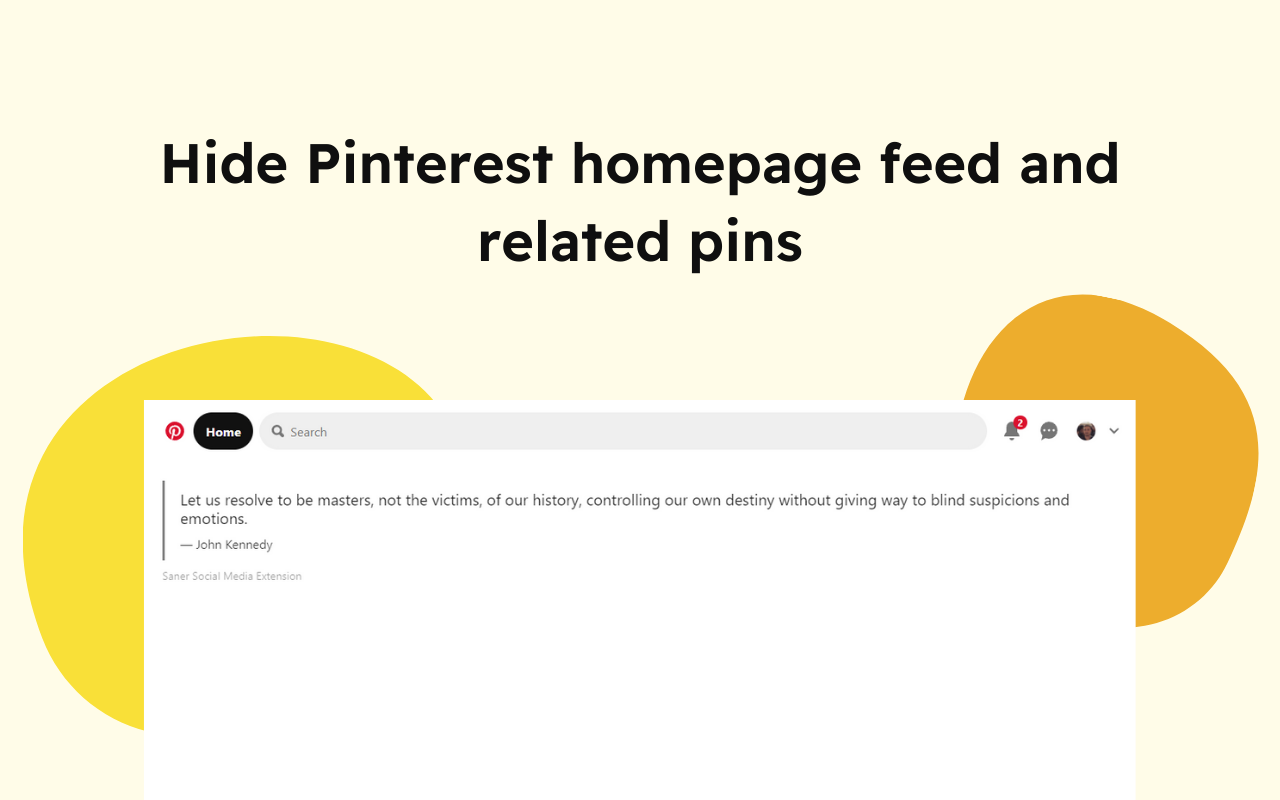 Hide Pinterest homepage feed and
related pins
Home
Search
2
Let us resolve to be masters, not the victims, of our history, controlling our own destiny without giving way to blind suspicions and
emotions.
— John Kennedy
Saner Social Media Extension